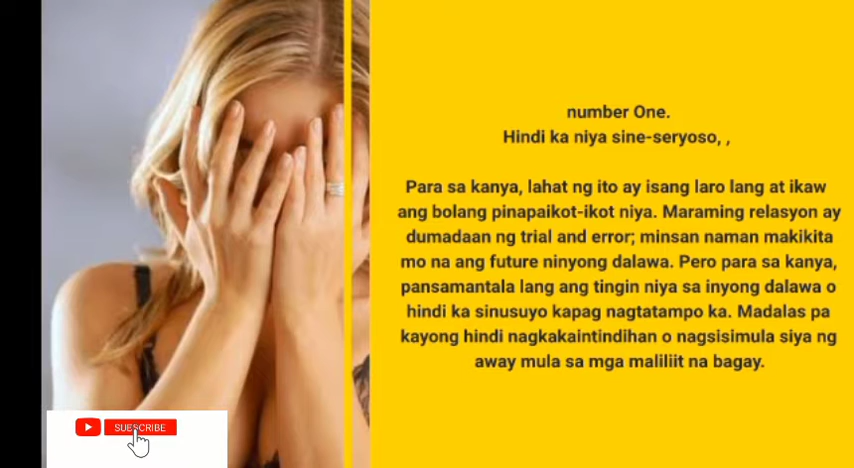 number One.
Hindi ka niya sine-seryoso, ,
Para sa kanya, lahat ng ito ay isang laro lang at ikaw
ang bolang pinapaikot-ikot niya. Maraming relasyon ay
dumadaan ng trial and error; minsan naman makikita
mo na ang future ninyong dalawa. Pero para sa kanya,
pansamantala lang ang tingin niya sa inyong dalawa o
hindi ka sinusuyo kapag nagtatampo ka. Madalas pa
kayong hindi nagkakaintindihan o nagsisimula siya ng
away mula sa mga maliliit na bagay.
SUBSCRIBE